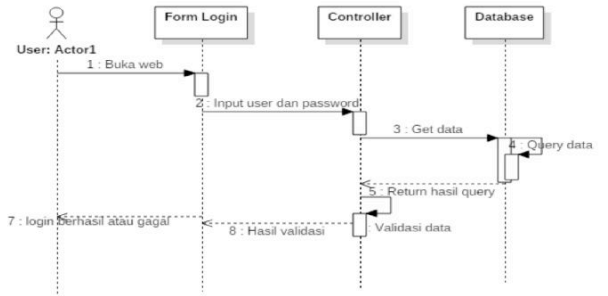 Form Login
Controller
Database
User: Actor1
1 : Buka web
2 : Input user dan password
3 : Get data
4 : Query data
5 : Return hasil query
: Validasi data
8 : Hasil validasi
7 : login berhasil atau gagal